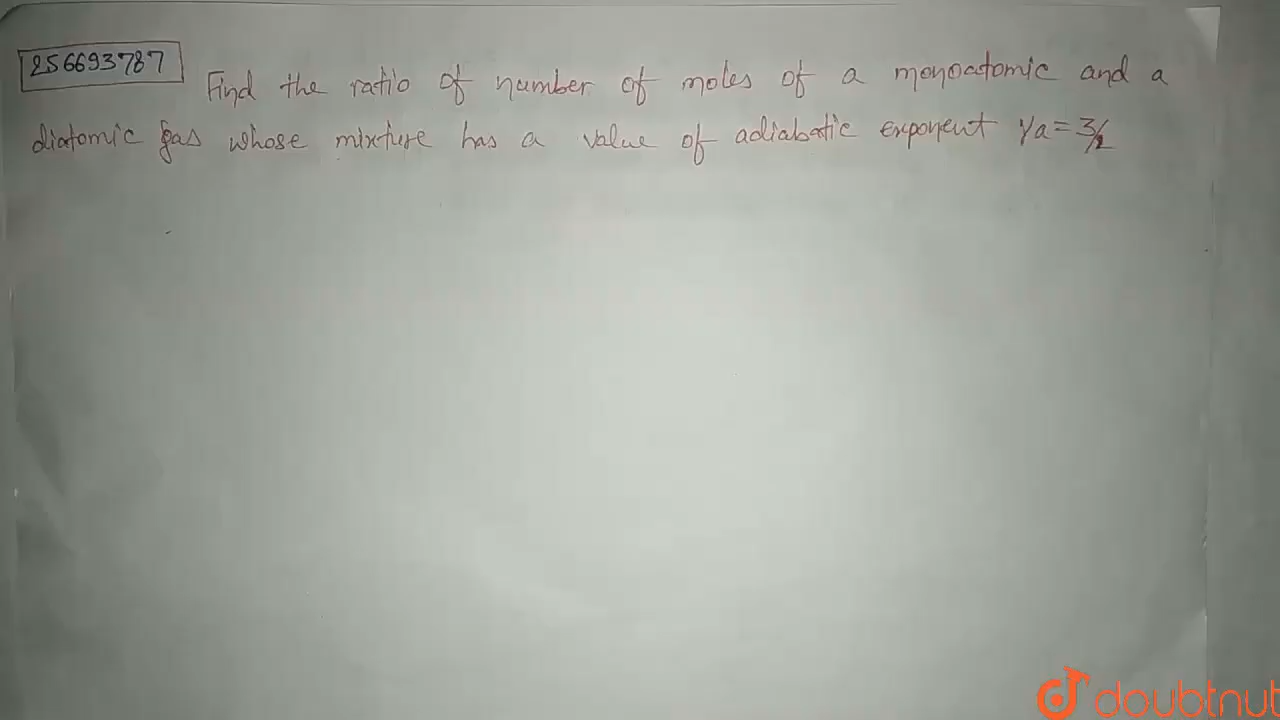 256693787
Find the ratio of number of moles of a monoatomic and a
diatomic gas whose mixture has a value of adiabatic exponent γa = 3/2
doubtnut